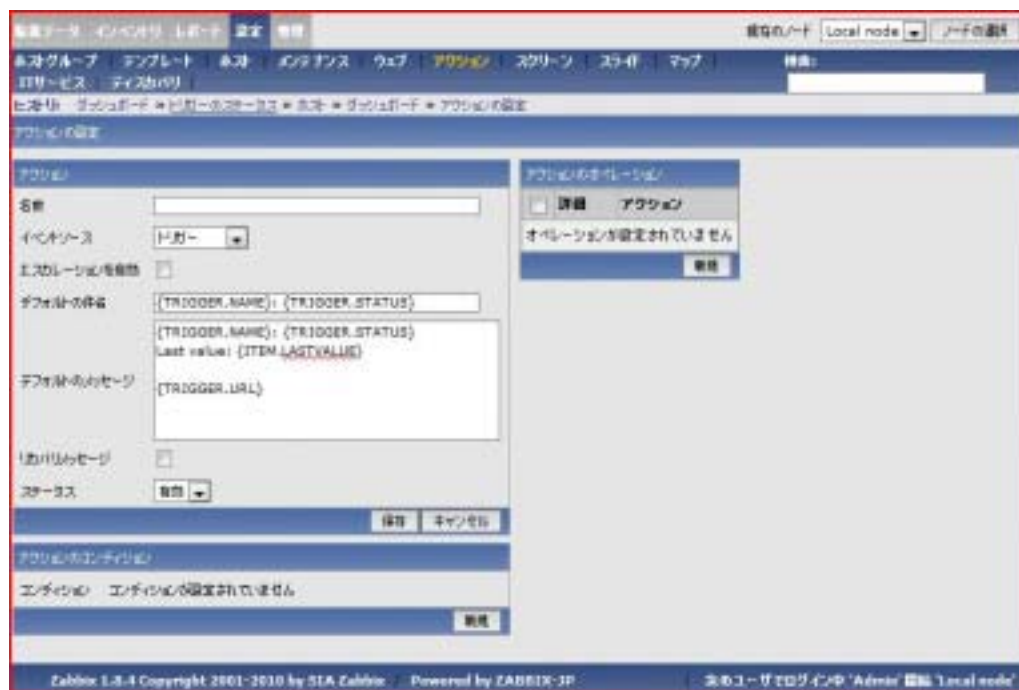 監視データ インベントリ レポート 設定 管理
現在のノード Local node ノードの選択
ホストグループ テンプレート ホスト メンテナンス ウェブ アクション スクリーン スライド マップ
検索:
ITサービス ディスカバリ
ヒストリ: ダッシュボード » トリガーのステータス » ホスト » ダッシュボード » アクションの設定
アクションの設定
アクション
名前
イベントソース トリガー
エスカレーションを有効
デフォルトの件名 {TRIGGER.NAME}: {TRIGGER.STATUS}
デフォルトのメッセージ
{TRIGGER.NAME}: {TRIGGER.STATUS}
Last value: {ITEM.LASTVALUE}
{TRIGGER.URL}
リカバリメッセージ
ステータス 有効
保存 キャンセル
アクションのコンディション
コンディション コンディションが設定されていません
新規
アクションのオペレーション
詳細 アクション
オペレーションが設定されていません
新規
Zabbix 1.8.4 Copyright 2001-2010 by SIA Zabbix Powered by ZABBIX-JP
次のユーザでログイン中 'Admin' 'Local node'